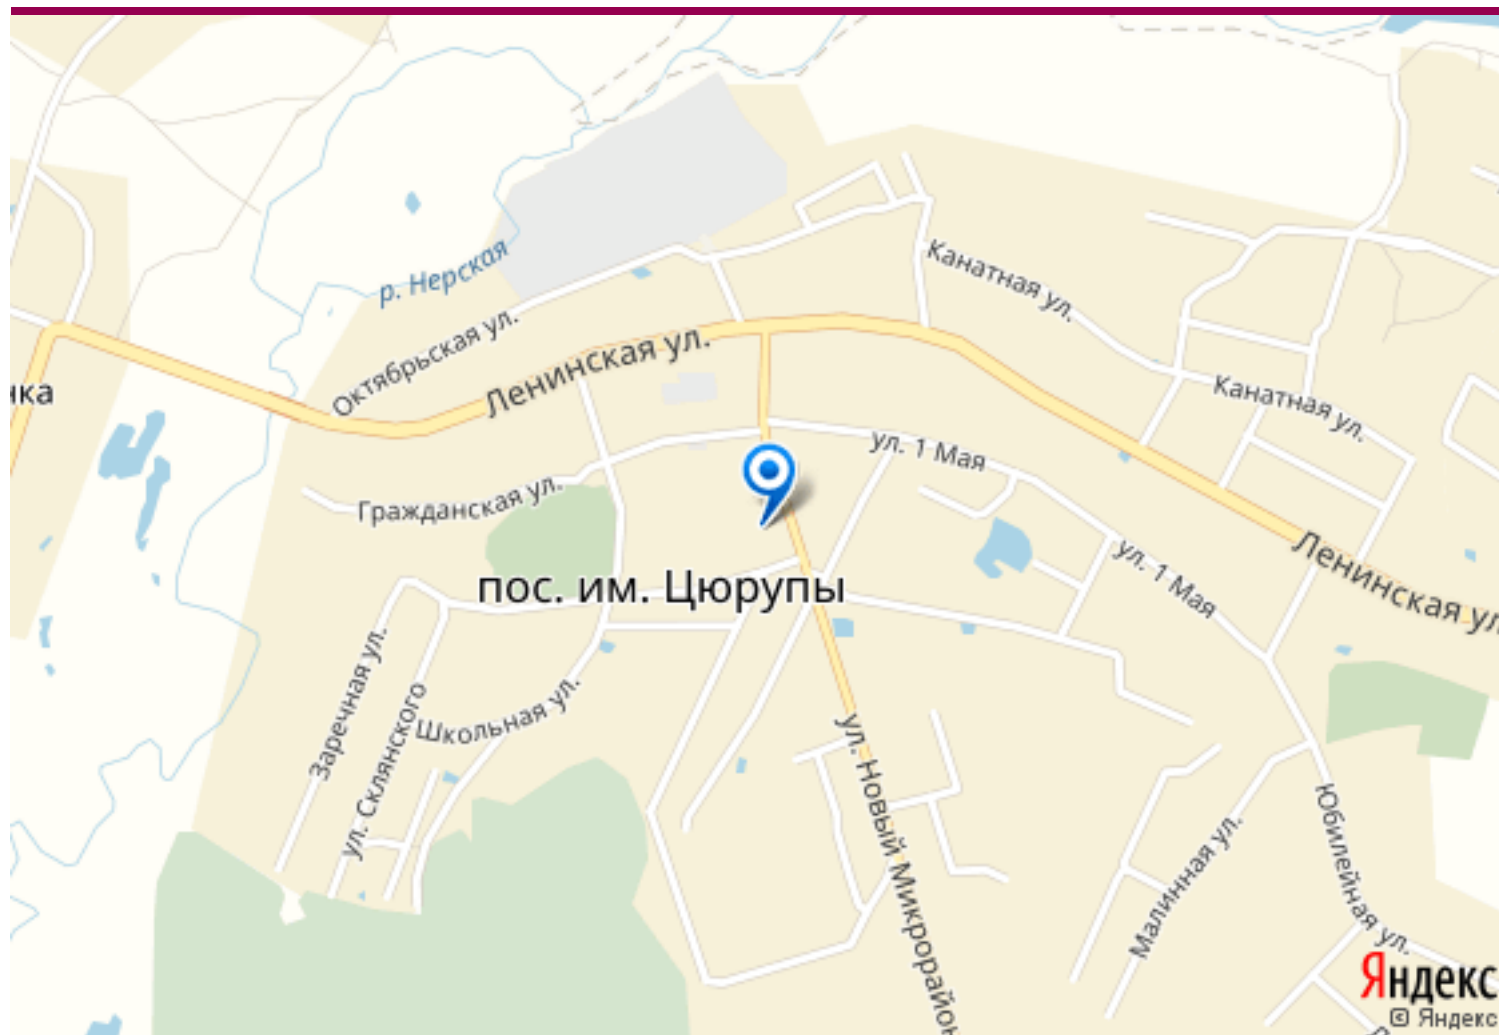 р. Нерская
Канатная ул.
Октябрьская ул.
Ленинская ул.
Канатная ул.
ул. 1 Мая
Гражданская ул.
пос. им. Цюрупы
ул. 1 Мая
Ленинская ул
Заречная ул.
ул. Склянского
Школьная ул.
ул. Новый Микрорайон
Малинная ул.
Юбилейная ул.
Яндекс
© Яндекс